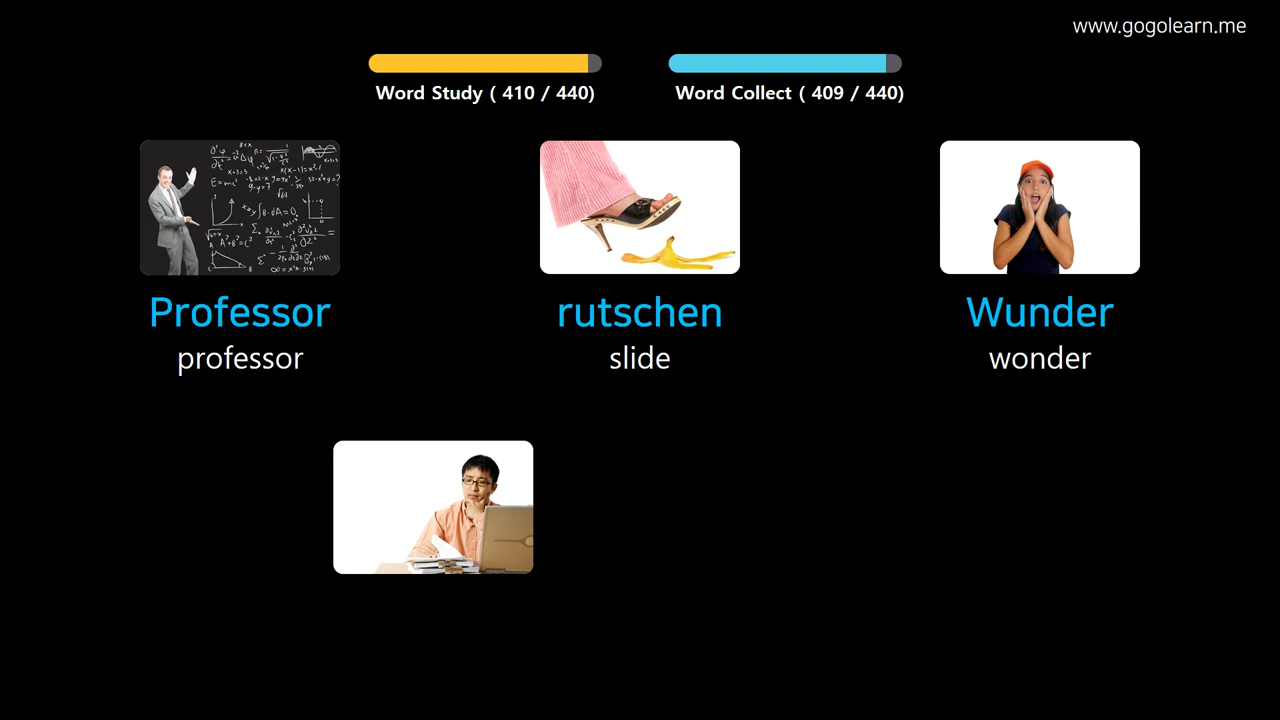 www.gogolearn.me
Word Study ( 410 / 440)
Word Collect ( 409 / 440)
Professor
professor
rutschen
slide
Wunder
wonder